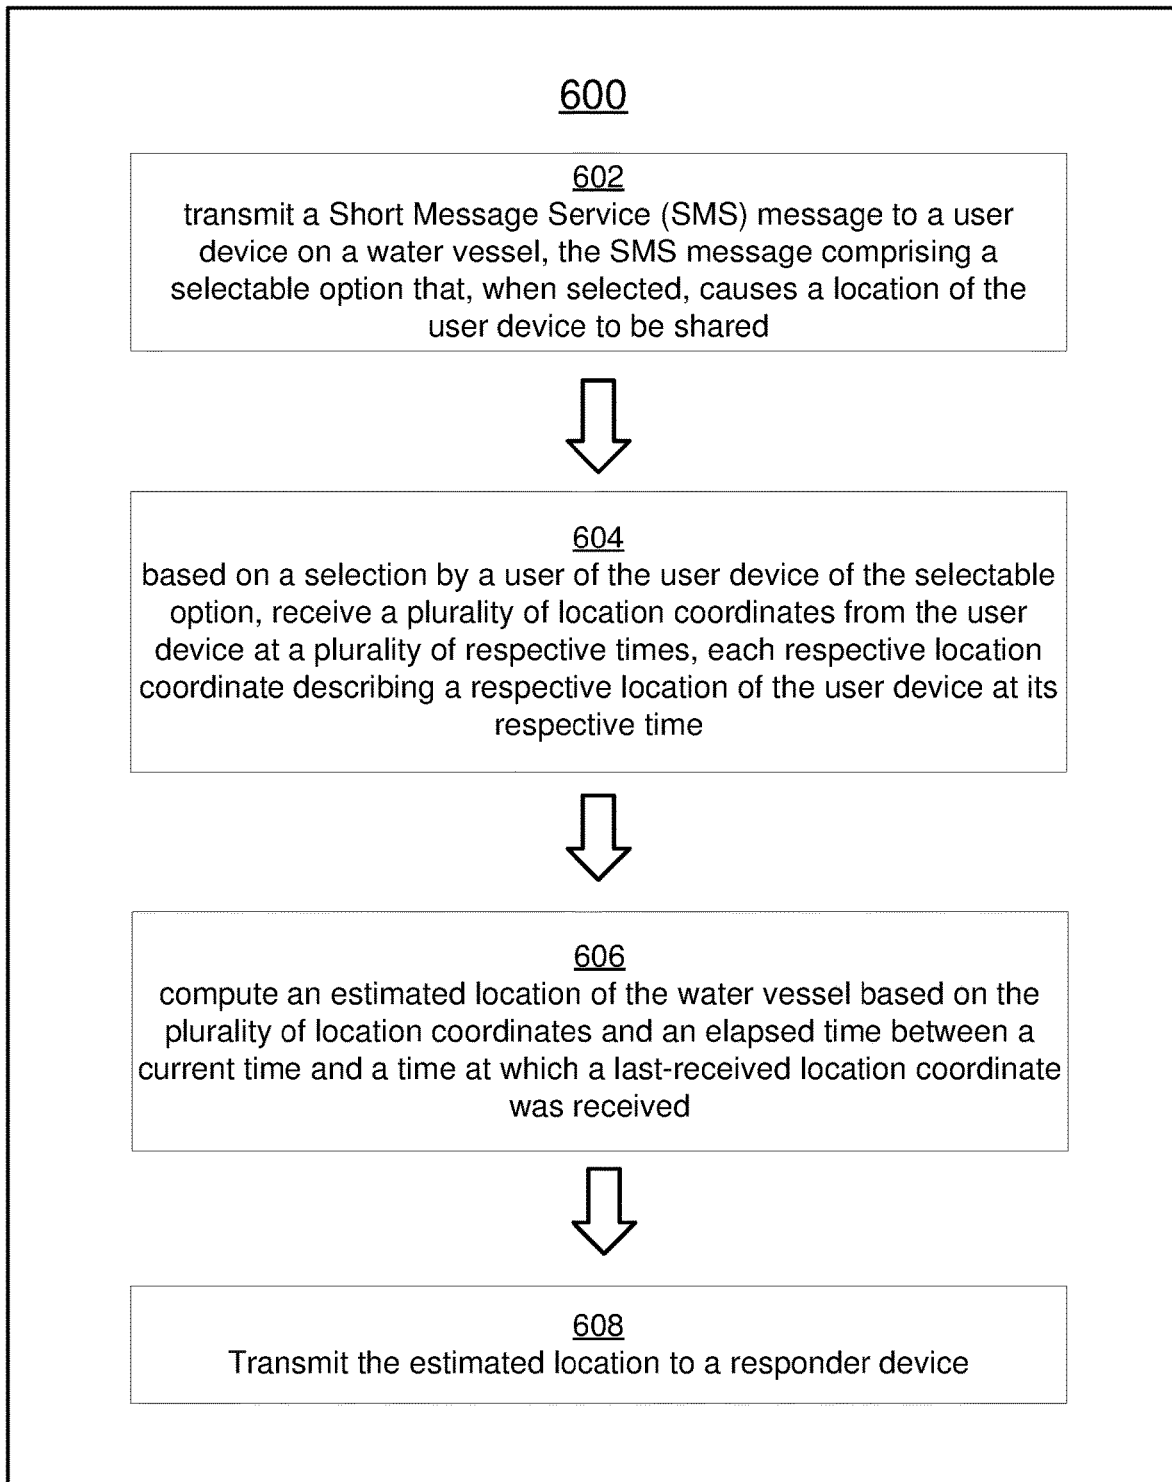 600
602
transmit a Short Message Service (SMS) message to a user
device on a water vessel, the SMS message comprising a
selectable option that, when selected, causes a location of the
user device to be shared
604
based on a selection by a user of the user device of the selectable
option, receive a plurality of location coordinates from the user
device at a plurality of respective times, each respective location
coordinate describing a respective location of the user device at its
respective time
606
compute an estimated location of the water vessel based on the
plurality of location coordinates and an elapsed time between a
current time and a time at which a last-received location coordinate
was received
608
Transmit the estimated location to a responder device